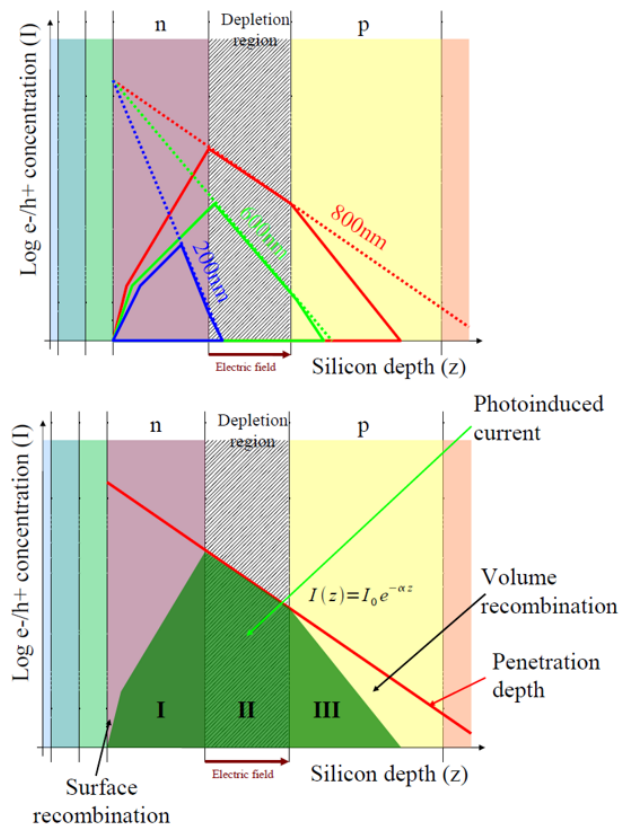 n
Depletion
region
p
Log e-/h+ concentration (I)
200nm
600nm
800nm
Electric field
Silicon depth (z)
Photoinduced
current
n
Depletion
region
p
Log e-/h+ concentration (I)
I(z)=I₀e⁻ᵅᶻ
Volume
recombination
Penetration
depth
I
II
III
Electric field
Silicon depth (z)
Surface
recombination